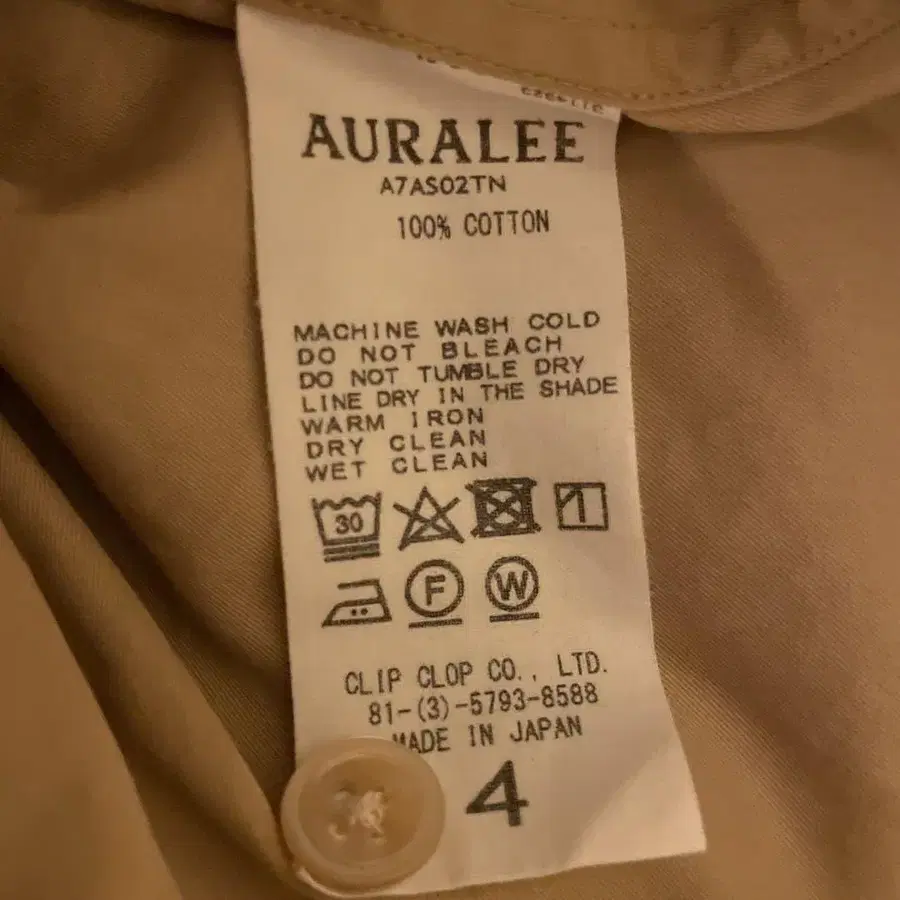 AURALEE
A7AS02TN
100% COTTON
MACHINE WASH COLD
DO NOT BLEACH
DO NOT TUMBLE DRY
LINE DRY IN THE SHADE
WARM IRON
DRY CLEAN
WET CLEAN
30
F W
CLIP CLOP CO., LTD.
81-(3)-5793-8588
MADE IN JAPAN
4